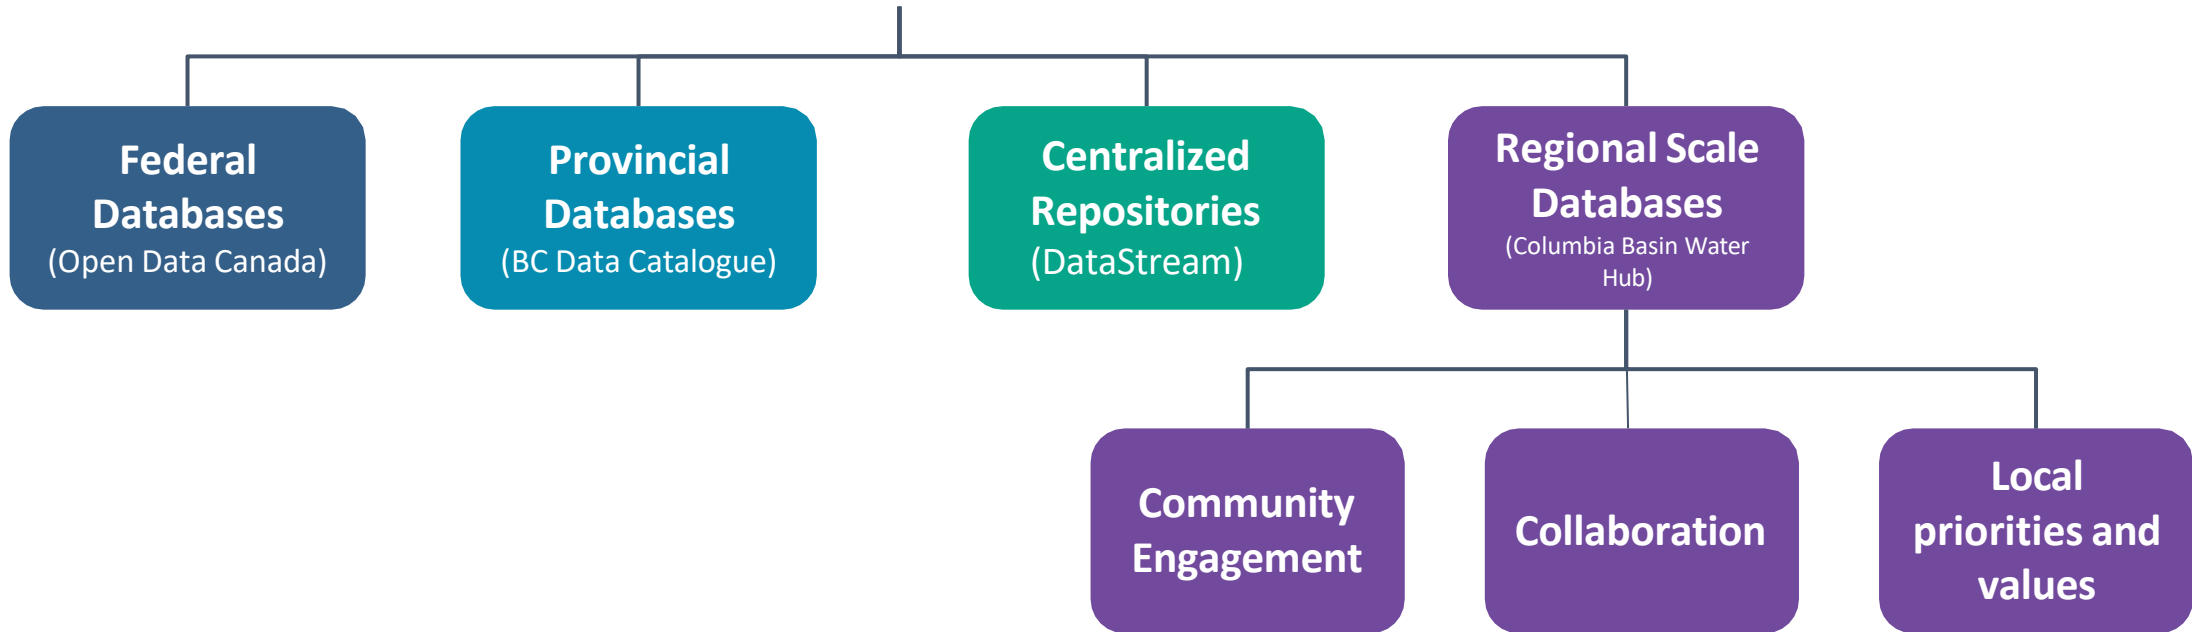 Federal
Databases
(Open Data Canada)
Provincial
Databases
(BC Data Catalogue)
Centralized
Repositories
(DataStream)
Regional Scale
Databases
(Columbia Basin Water
Hub)
Community
Engagement
Collaboration
Local
priorities and
values